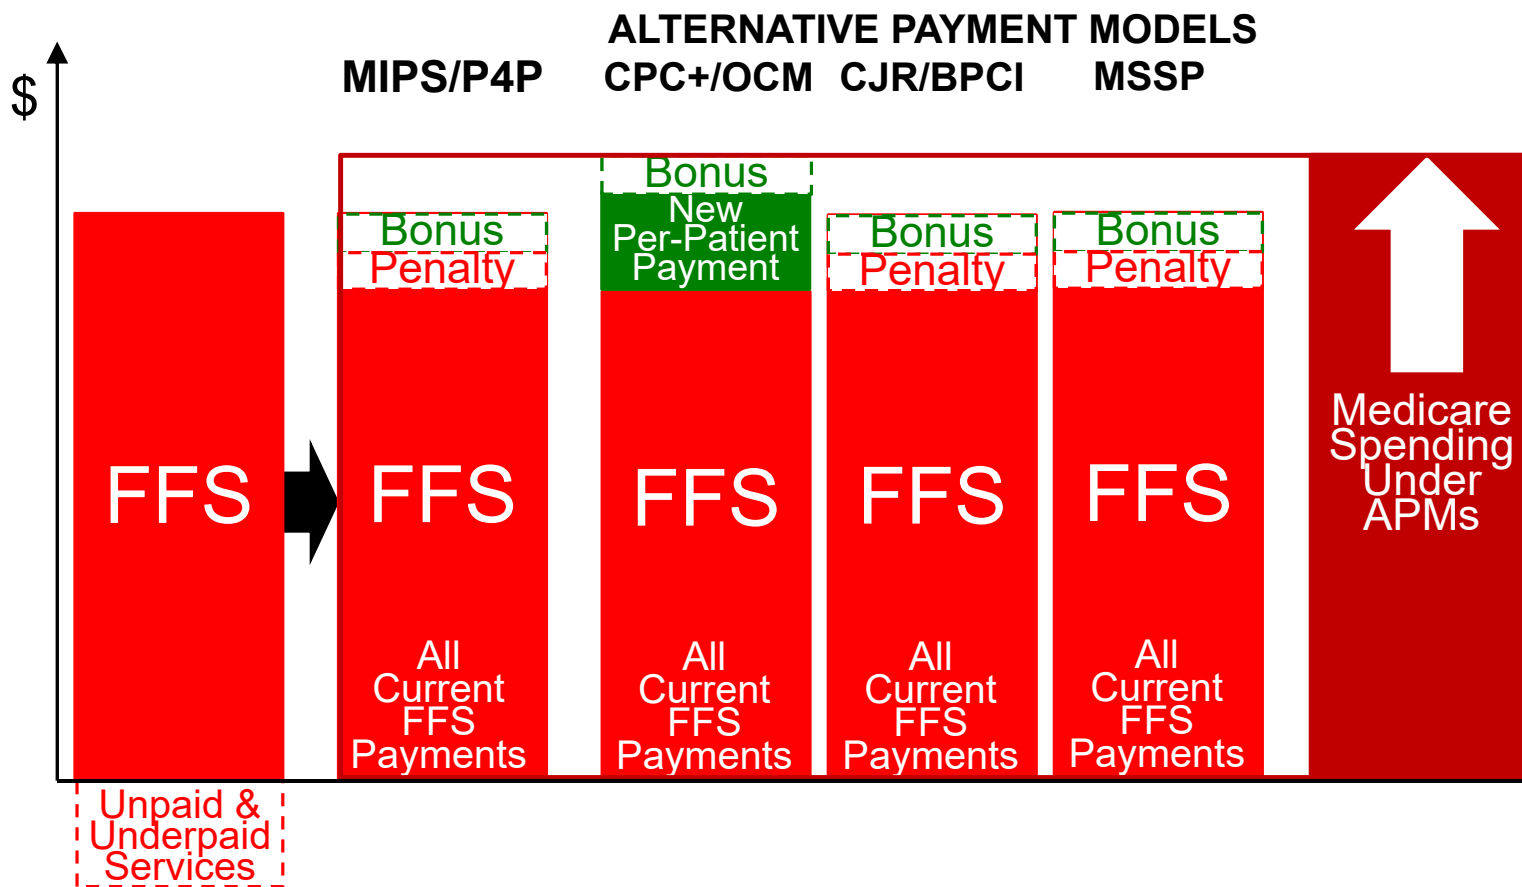 ALTERNATIVE PAYMENT MODELS
MIPS/P4P
CPC+/OCM
CJR/BPCI
MSSP
$
FFS
Unpaid &
Underpaid
Services
Bonus
Penalty
FFS
All
Current
FFS
Payments
Bonus
New
Per-Patient
Payment
FFS
All
Current
FFS
Payments
Bonus
Penalty
FFS
All
Current
FFS
Payments
Bonus
Penalty
FFS
All
Current
FFS
Payments
Medicare
Spending
Under
APMs